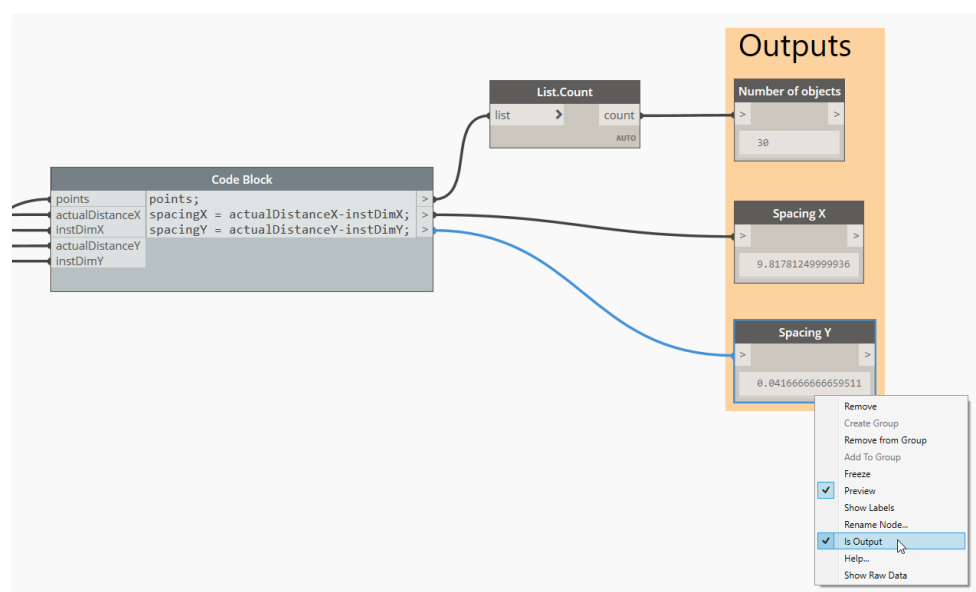 Outputs
List.Count
list > count
AUTO
Number of objects
> >
30
Code Block
points points; >
actualDistanceX spacingX = actualDistanceX-instDimX; >
instDimX spacingY = actualDistanceY-instDimY; >
actualDistanceY
instDimY
Spacing X
> >
9.81781249999936
Spacing Y
> >
0.0416666666659511
Remove
Create Group
Remove from Group
Add To Group
Freeze
Preview
Show Labels
Rename Node...
Is Output
Help...
Show Raw Data